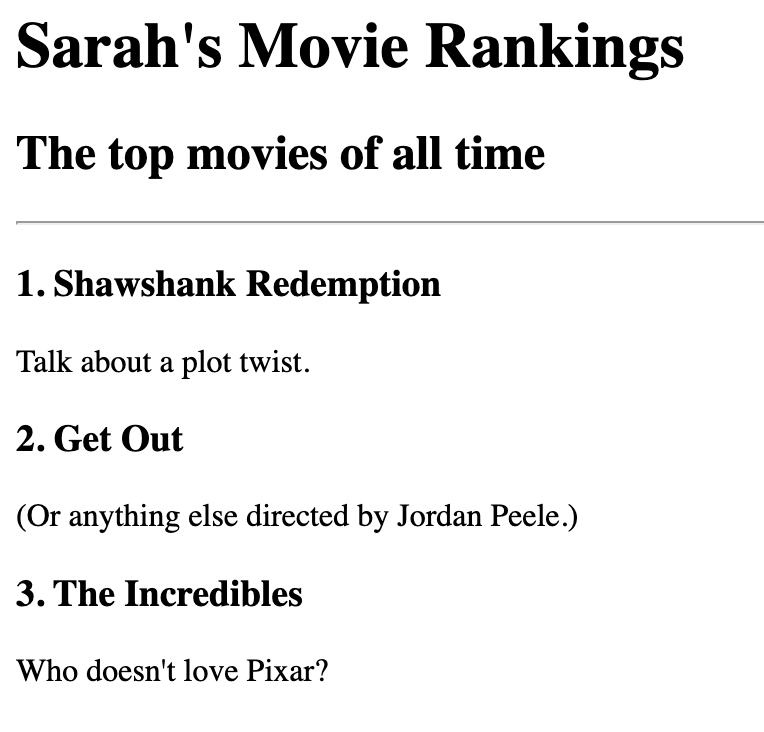 Sarah's Movie Rankings
The top movies of all time
1. Shawshank Redemption
Talk about a plot twist.
2. Get Out
(Or anything else directed by Jordan Peele.)
3. The Incredibles
Who doesn't love Pixar?